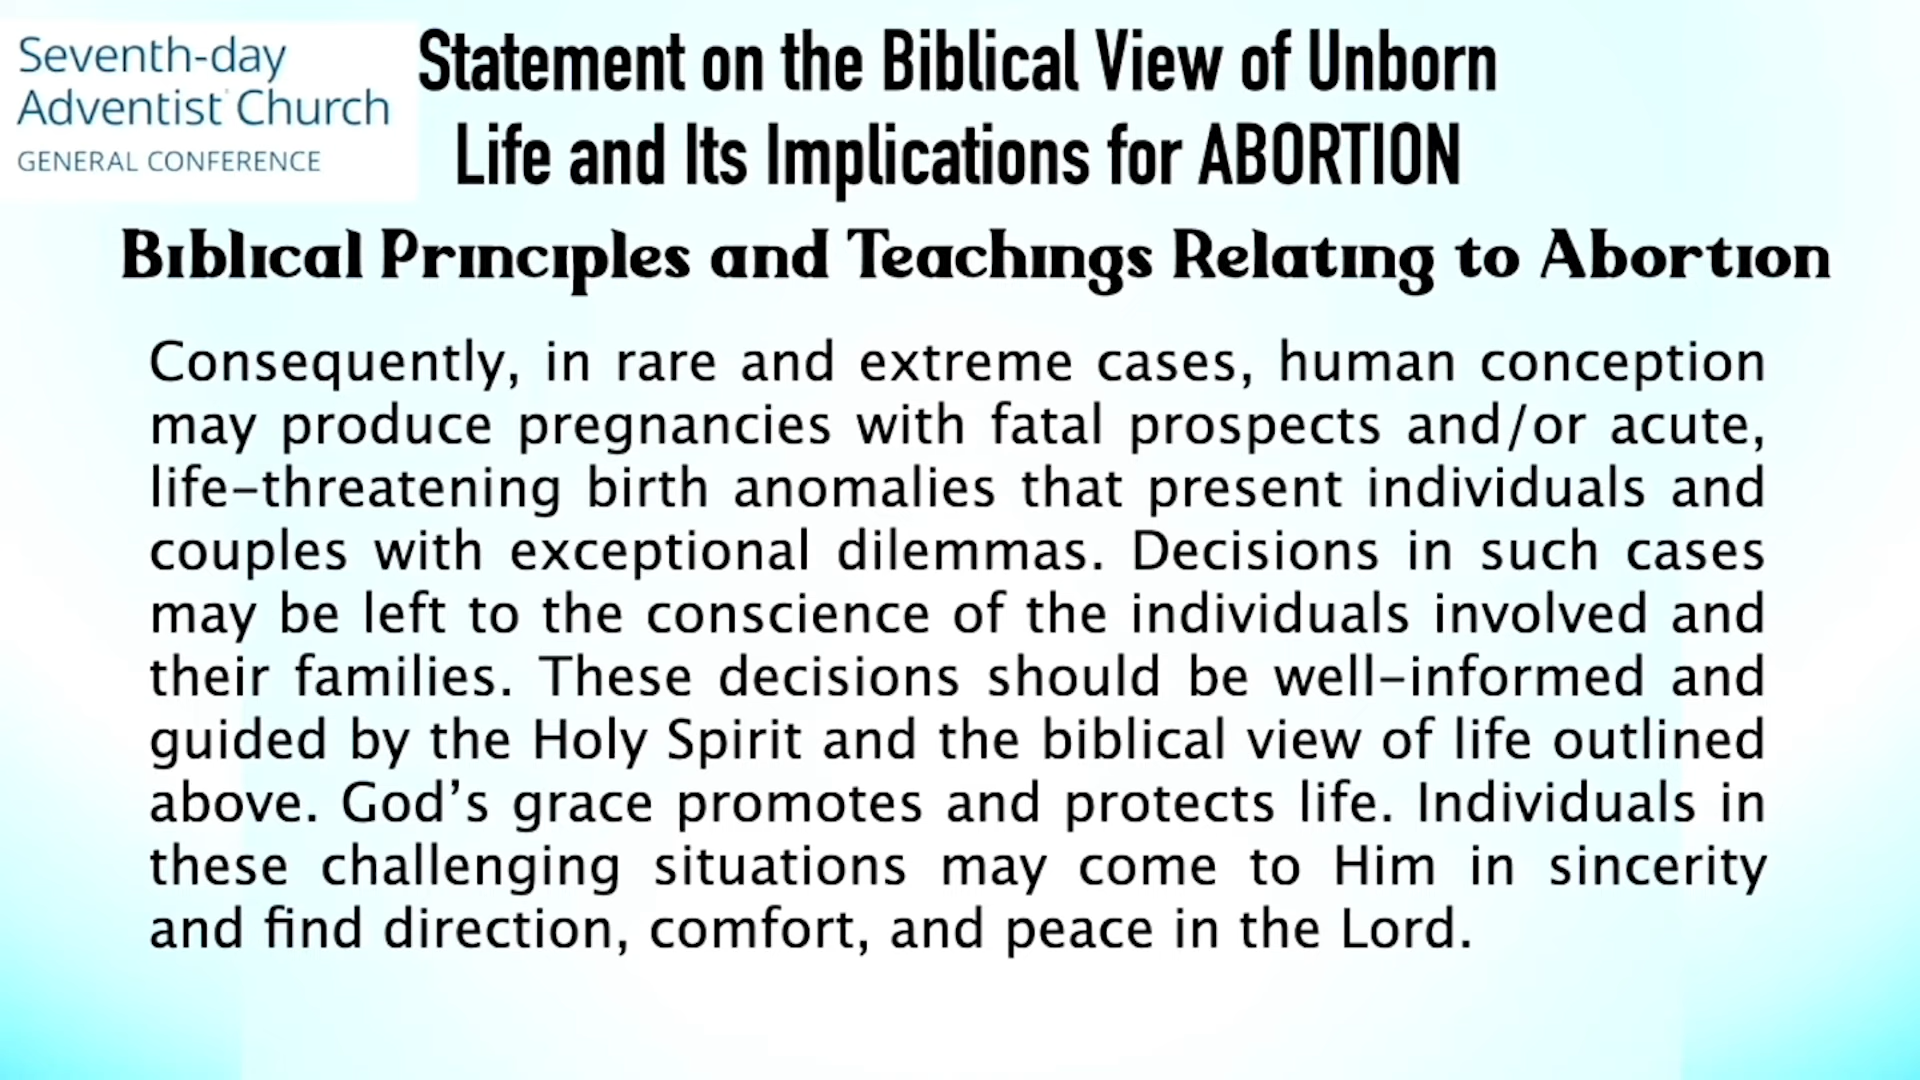 Seventh-day
Adventist Church
GENERAL CONFERENCE
Statement on the Biblical View of Unborn
Life and Its Implications for ABORTION
Biblical Principles and Teachings Relating to Abortion
Consequently, in rare and extreme cases, human conception
may produce pregnancies with fatal prospects and/or acute,
life-threatening birth anomalies that present individuals and
couples with exceptional dilemmas. Decisions in such cases
may be left to the conscience of the individuals involved and
their families. These decisions should be well-informed and
guided by the Holy Spirit and the biblical view of life outlined
above. God's grace promotes and protects life. Individuals in
these challenging situations may come to Him in sincerity
and find direction, comfort, and peace in the Lord.